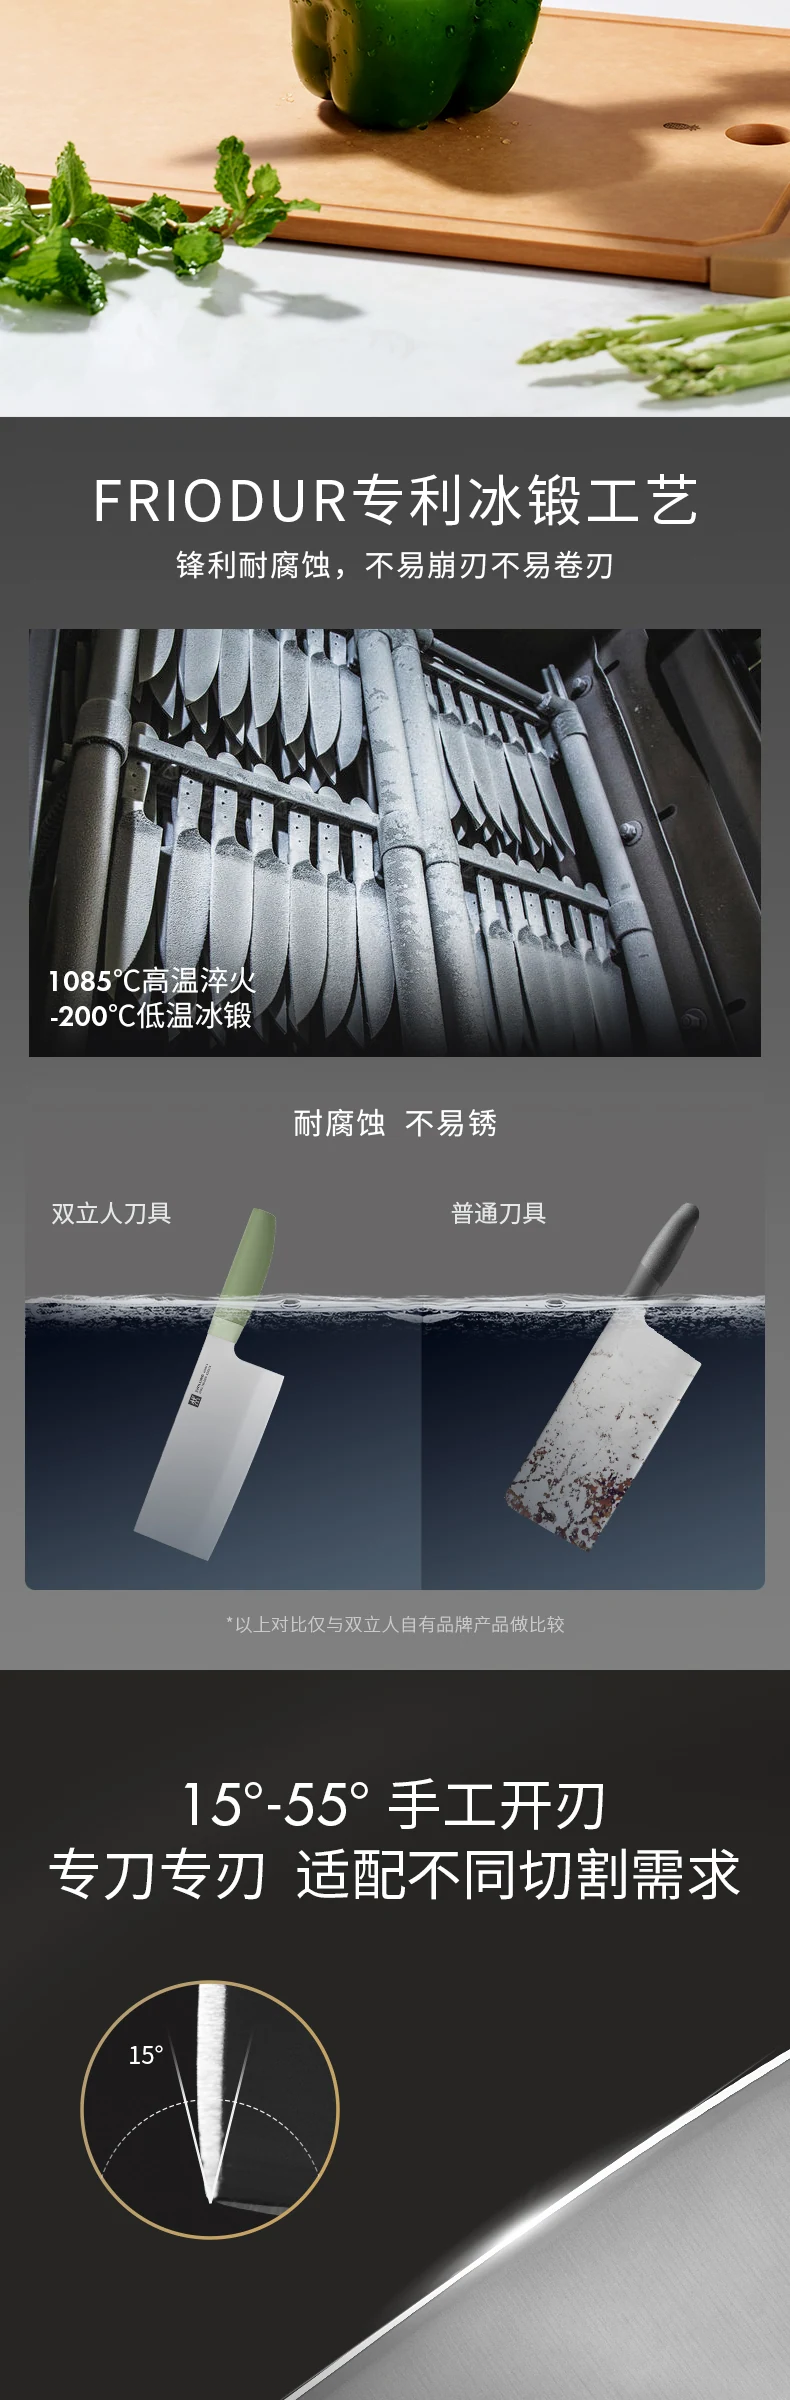 FRIODUR专利冰锻工艺
锋利耐腐蚀，不易崩刃不易卷刃
1085℃高温淬火
-200℃低温冰锻
耐腐蚀 不易锈
双立人刀具
普通刀具
*以上对比仅与双立人自有品牌产品做比较
15°-55° 手工开刃
专刀专刃 适配不同切割需求
15°